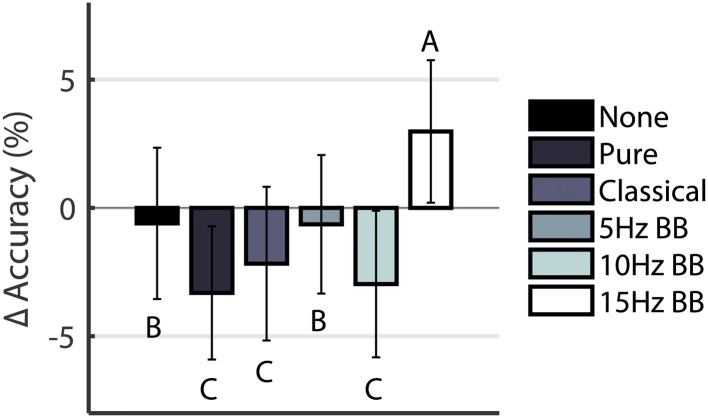 Δ Accuracy (%)
5
0
-5
A
B
C
C
B
C
None
Pure
Classical
5Hz BB
10Hz BB
15Hz BB